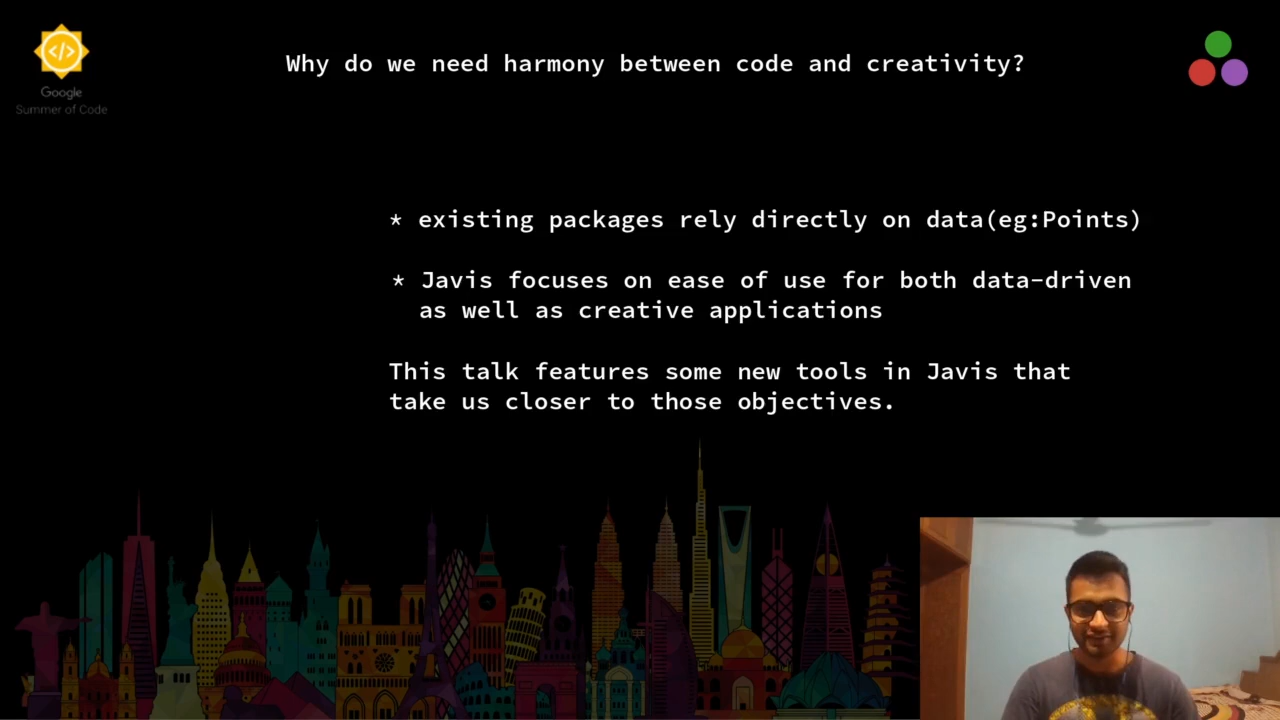 Why do we need harmony between code and creativity?
</>
Google
Summer of Code
* existing packages rely directly on data(eg:Points)
* Javis focuses on ease of use for both data-driven
as well as creative applications
This talk features some new tools in Javis that
take us closer to those objectives.